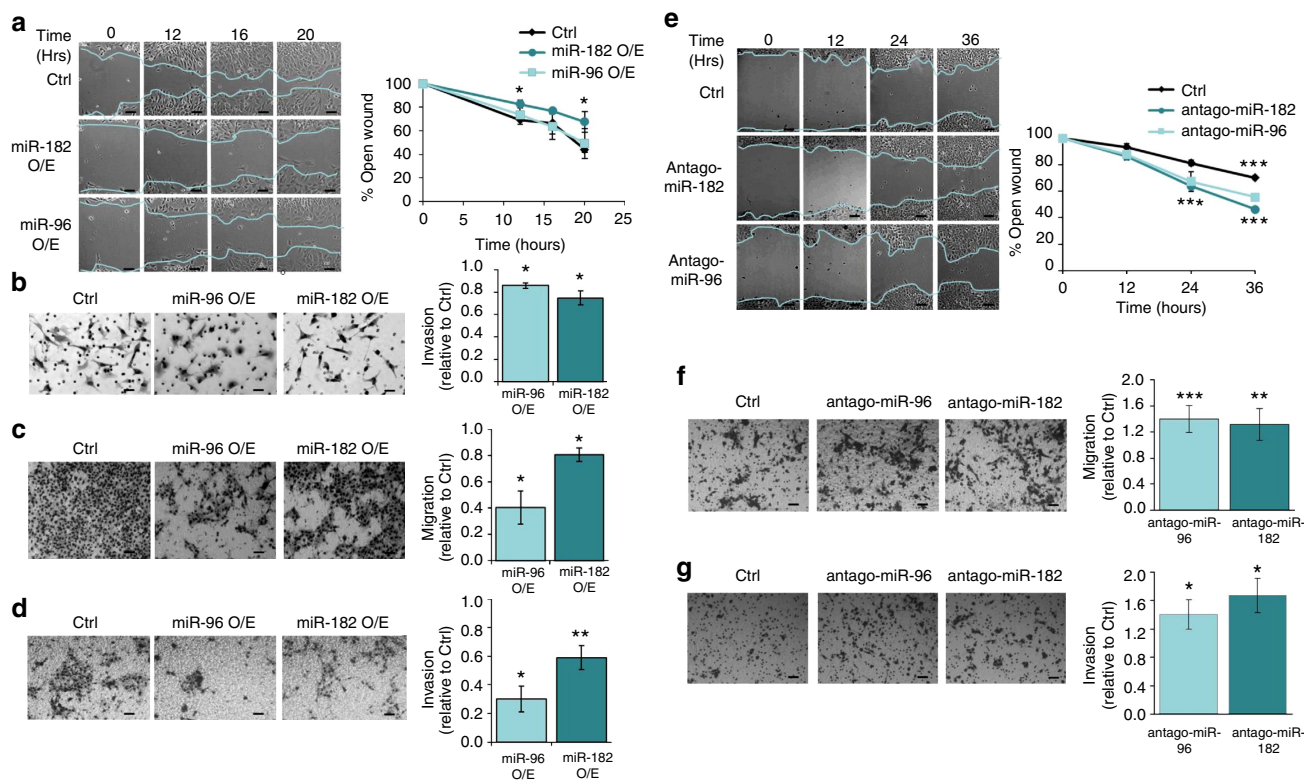 a
Time
(Hrs)
0 12 16 20
Ctrl
miR-182
O/E
miR-96
O/E
Ctrl
miR-182 O/E
miR-96 O/E
% Open wound
100
80
60
40
20
0
* *
0 5 10 15 20 25
Time (hours)
b
Ctrl miR-96 O/E miR-182 O/E
Invasion
(relative to Ctrl)
1.0
0.8
0.6
0.4
0.2
0.0
* *
miR-96
O/E
miR-182
O/E
c
Ctrl miR-96 O/E miR-182 O/E
Migration
(relative to Ctrl)
1.0
0.8
0.6
0.4
0.2
0.0
* *
miR-96
O/E
miR-182
O/E
d
Ctrl miR-96 O/E miR-182 O/E
Invasion
(relative to Ctrl)
1.0
0.8
0.6
0.4
0.2
0.0
* **
miR-96
O/E
miR-182
O/E
e
Time
(Hrs)
0 12 24 36
Ctrl
Antago-
miR-182
Antago-
miR-96
Ctrl
antago-miR-182
antago-miR-96
% Open wound
100
80
60
40
20
0
***
***
***
0 12 24 36
Time (hours)
f
Ctrl antago-miR-96 antago-miR-182
Migration
(relative to Ctrl)
2.0
1.6
1.2
0.8
0.4
0.0
*** **
antago-miR-
96
antago-miR-
182
g
Ctrl antago-miR-96 antago-miR-182
Invasion
(relative to Ctrl)
2.0
1.6
1.2
0.8
0.4
0.0
* *
antago-miR-
96
antago-miR-
182